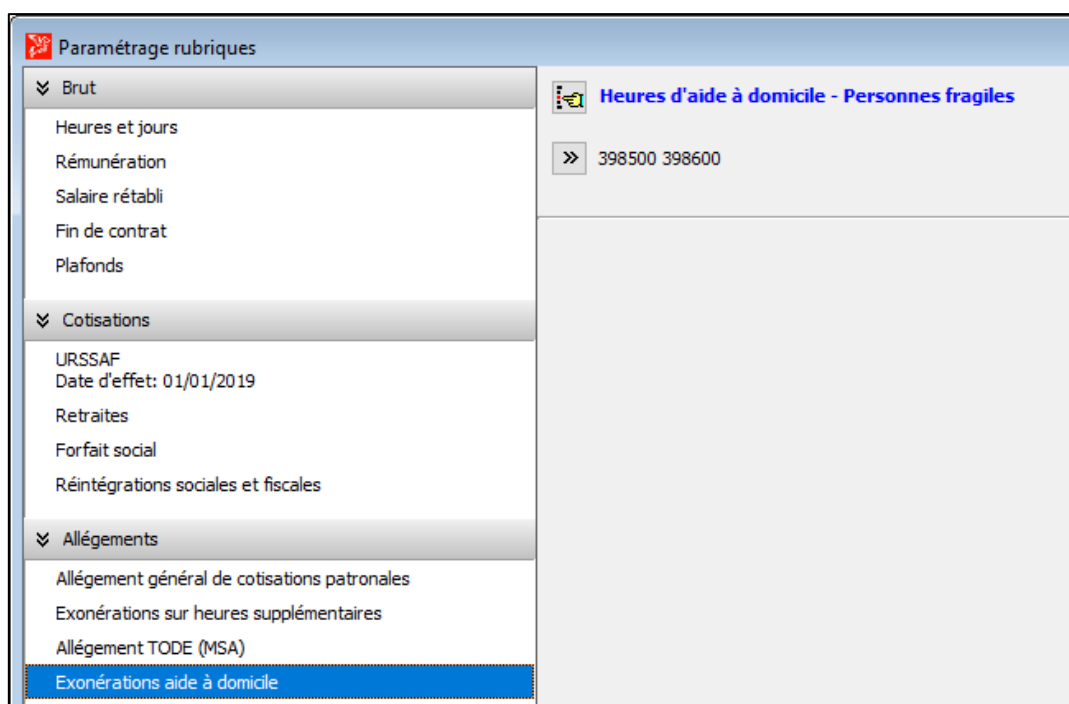 Paramétrage rubriques
Brut
Heures et jours
Rémunération
Salaire rétabli
Fin de contrat
Plafonds
Cotisations
URSSAF
Date d'effet: 01/01/2019
Retraites
Forfait social
Réintégrations sociales et fiscales
Allégements
Allégement général de cotisations patronales
Exonérations sur heures supplémentaires
Allégement TODE (MSA)
Exonérations aide à domicile
Heures d'aide à domicile - Personnes fragiles
398500 398600